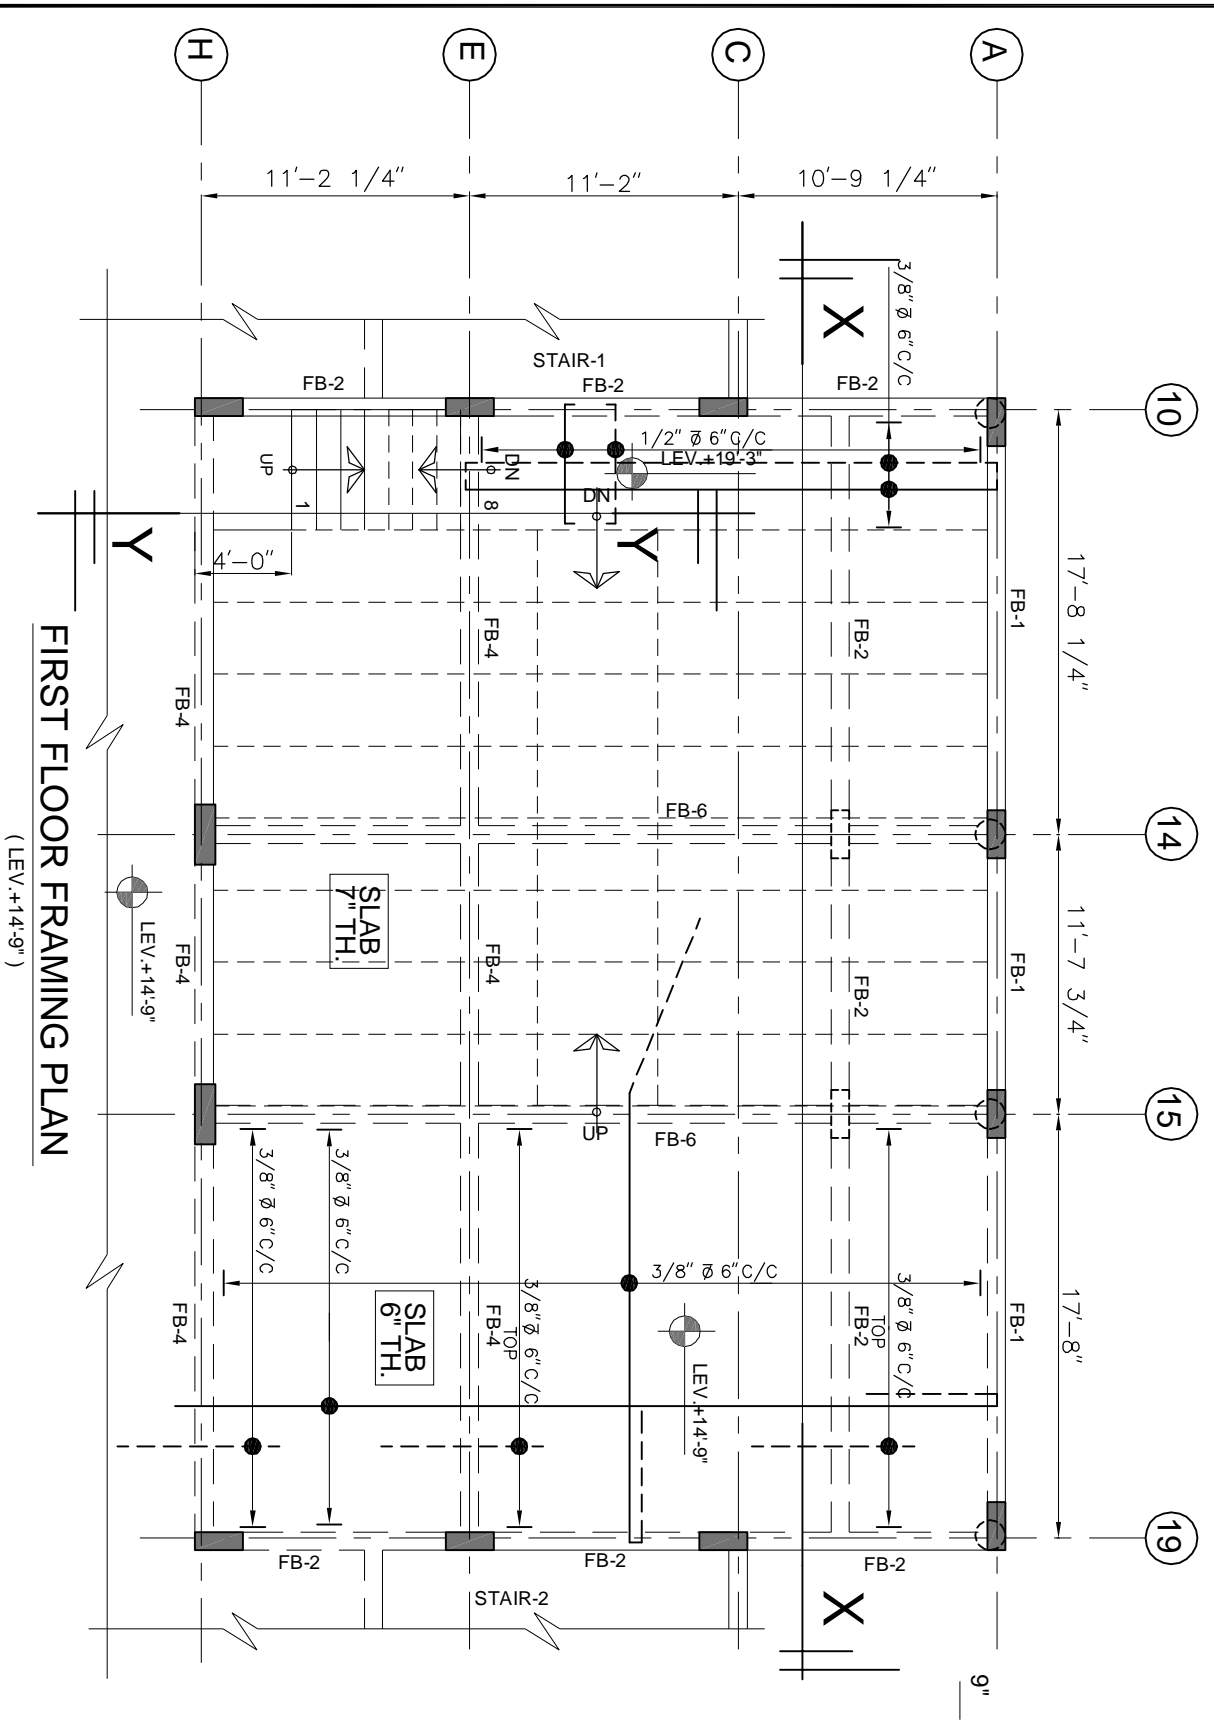 H
E
C
A
11'-2 1/4"
11'-2"
10'-9 1/4"
X
3/8" Ø 6"C/C
STAIR-1
FB-2
FB-2
FB-2
10
1/2" Ø 6"C/C
LEV.+19'-3"
UP
DN
DN
1
8
Y
Y
4'-0"
17'-8 1/4"
FB-1
FB-2
FB-4
FB-4
FB-6
14
SLAB
7" TH.
LEV.+14'-9"
11'-7 3/4"
FB-1
FB-2
FB-4
FB-4
UP
FB-6
15
3/8" Ø 6"C/C
3/8" Ø 6"C/C
3/8" Ø 6"C/C
3/8" Ø 6"C/C
TOP
3/8" Ø 6"C/C
TOP
17'-8"
FB-1
FB-2
FB-4
FB-4
SLAB
6" TH.
LEV.+14'-9"
19
FB-2
FB-2
FB-2
STAIR-2
X
9"
FIRST FLOOR FRAMING PLAN
( LEV.+14'-9" )